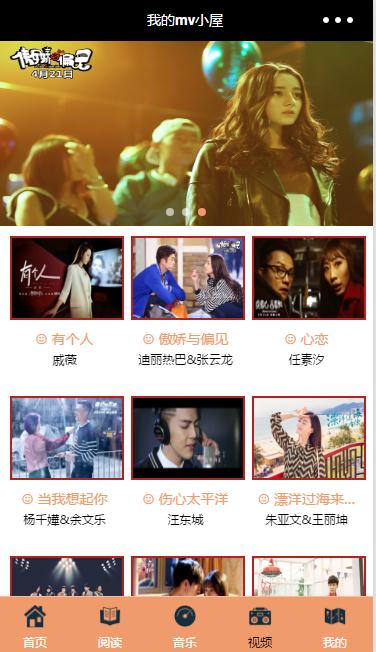 我的mv小屋
傲娇与偏见
4月21日
有个人
有个人
傲娇与偏见
心恋
戚薇
迪丽热巴&张云龙
任素汐
当我想起你
伤心太平洋
漂洋过海来...
杨千嬅&余文乐
汪东城
朱亚文&王丽坤
首页
阅读
音乐
视频
我的